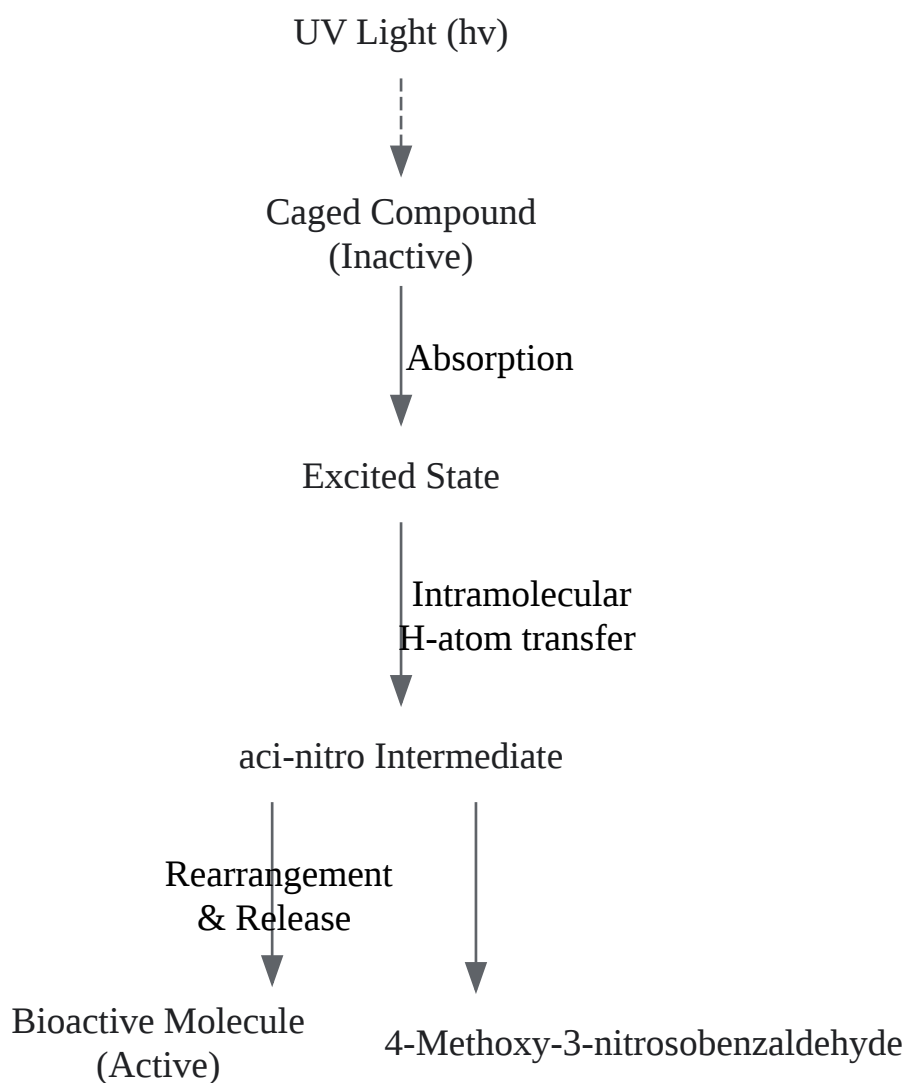 UV Light (hv)
Caged Compound
(Inactive)
Absorption
Excited State
Intramolecular
H-atom transfer
aci-nitro Intermediate
Rearrangement
& Release
Bioactive Molecule
(Active)
4-Methoxy-3-nitrosobenzaldehyde